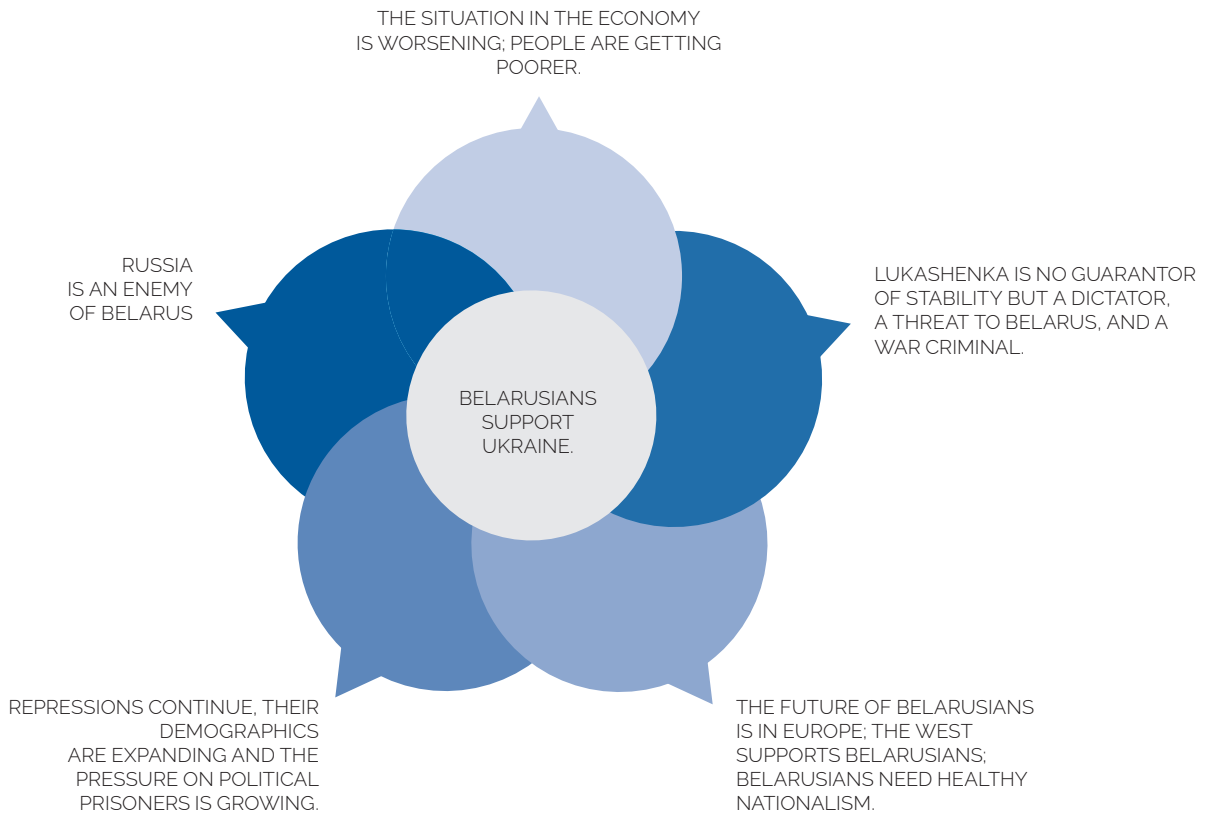 THE SITUATION IN THE ECONOMY
IS WORSENING; PEOPLE ARE GETTING
POORER.
RUSSIA
IS AN ENEMY
OF BELARUS
LUKASHENKA IS NO GUARANTOR
OF STABILITY BUT A DICTATOR,
A THREAT TO BELARUS, AND A
WAR CRIMINAL.
BELARUSIANS
SUPPORT
UKRAINE.
REPRESSIONS CONTINUE, THEIR
DEMOGRAPHICS
ARE EXPANDING AND THE
PRESSURE ON POLITICAL
PRISONERS IS GROWING.
THE FUTURE OF BELARUSIANS
IS IN EUROPE; THE WEST
SUPPORTS BELARUSIANS;
BELARUSIANS NEED HEALTHY
NATIONALISM.